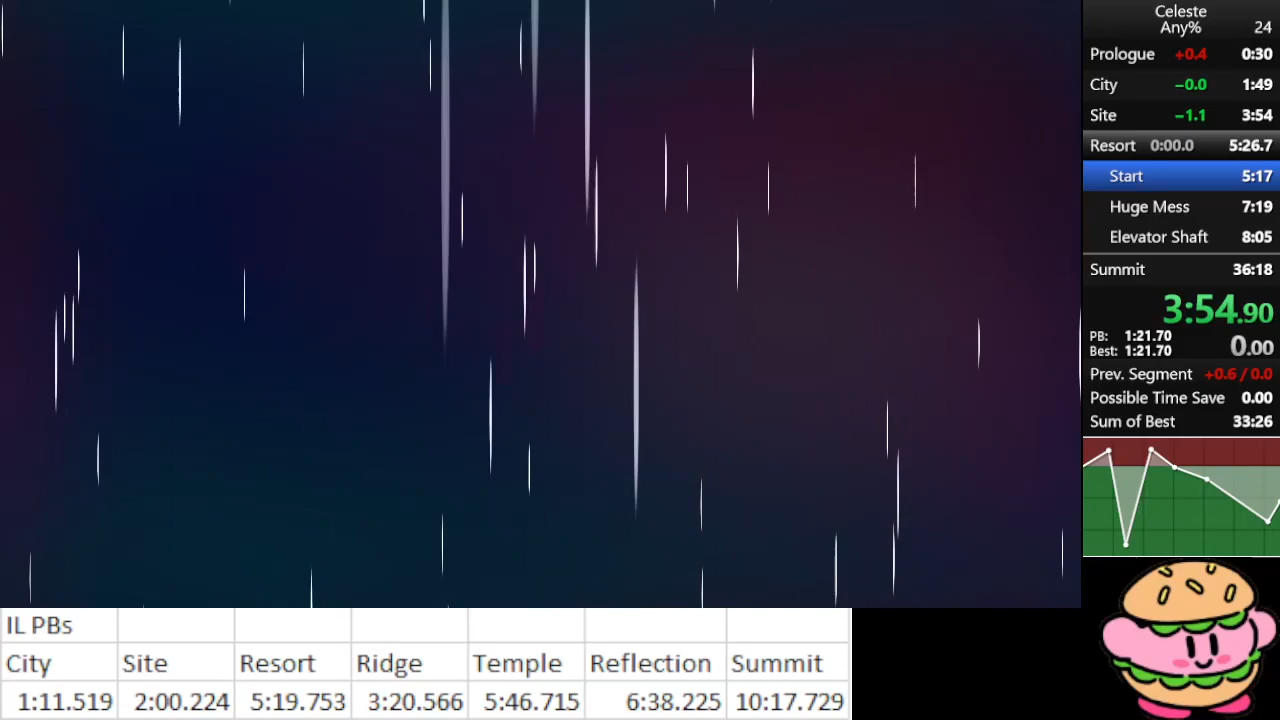 Celeste
Any% 24
Prologue +0.4 0:30
City −0.0 1:49
Site −1.1 3:54
Resort 0:00.0 5:26.7
Start 5:17
Huge Mess 7:19
Elevator Shaft 8:05
Summit 36:18
3:54.90
PB: 1:21.70
Best: 1:21.70
0.00
Prev. Segment +0.6 / 0.0
Possible Time Save 0.00
Sum of Best 33:26
IL PBs
City Site Resort Ridge Temple Reflection Summit
1:11.519 2:00.224 5:19.753 3:20.566 5:46.715 6:38.225 10:17.729